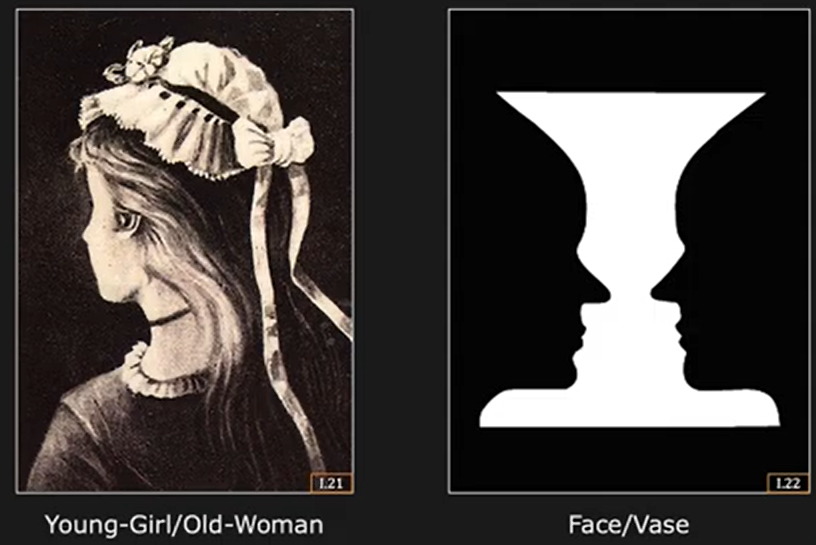 I.21
I.22
Young-Girl/Old-Woman
Face/Vase